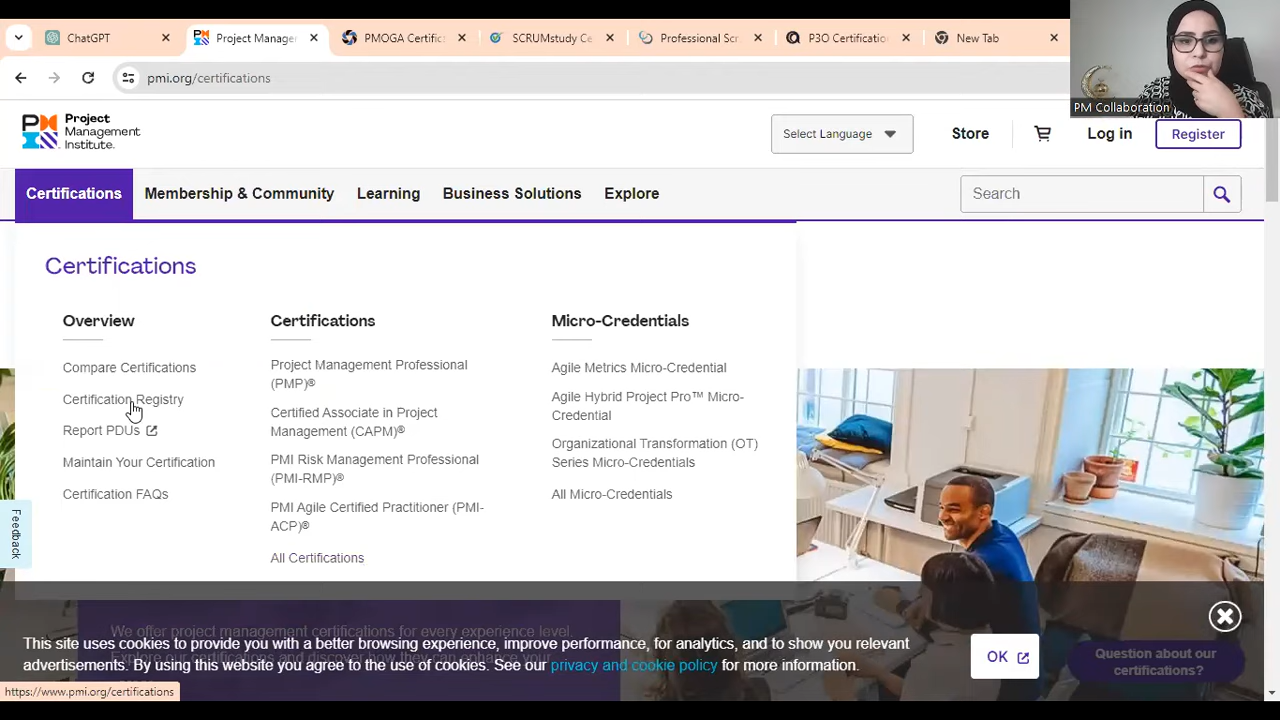 ChatGPT
Project Manage
PMOGA Certific
SCRUMstudy Ce
Professional Scr
P3O Certificatio
New Tab
pmi.org/certifications
PM Collaboration
Project
Management
Institute.
Select Language
Store
Log in
Register
Certifications
Membership & Community
Learning
Business Solutions
Explore
Search
Certifications
Overview
Compare Certifications
Certification Registry
Report PDUs
Maintain Your Certification
Certification FAQs
Certifications
Project Management Professional
(PMP)®
Certified Associate in Project
Management (CAPM)®
PMI Risk Management Professional
(PMI-RMP)®
PMI Agile Certified Practitioner (PMI-
ACP)®
All Certifications
Micro-Credentials
Agile Metrics Micro-Credential
Agile Hybrid Project Pro™ Micro-
Credential
Organizational Transformation (OT)
Series Micro-Credentials
All Micro-Credentials
Feedback
We offer project management certifications for every experience level.
This site uses cookies to provide you with a better browsing experience, improve performance, for analytics, and to show you relevant
advertisements. By using this website you agree to the use of cookies. See our privacy and cookie policy for more information.
OK
Question about our
certifications?
https://www.pmi.org/certifications